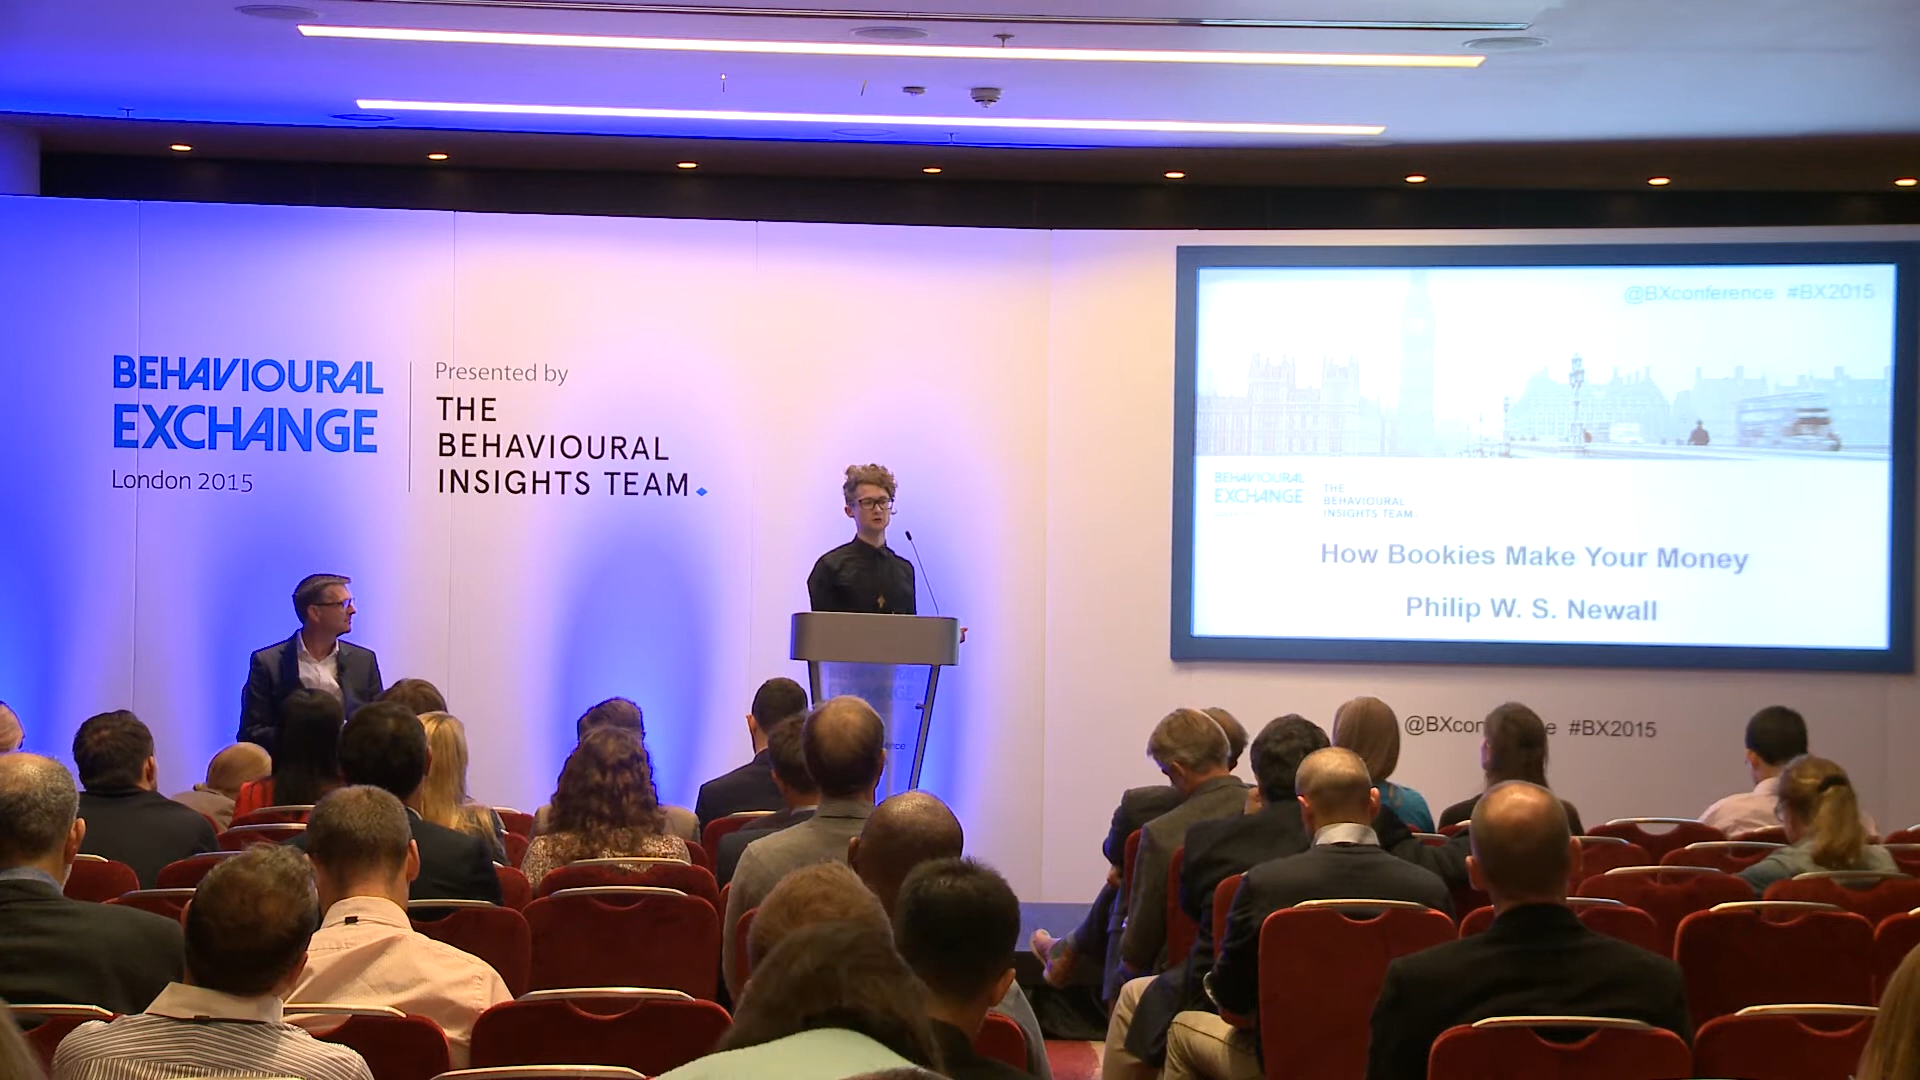 BEHAVIOURAL
EXCHANGE
London 2015
Presented by
THE
BEHAVIOURAL
INSIGHTS TEAM
@BXconference #BX2015
BEHAVIOURAL
EXCHANGE
THE
BEHAVIOURAL
INSIGHTS TEAM
How Bookies Make Your Money
Philip W. S. Newall
EXCHANGE
#BX2015